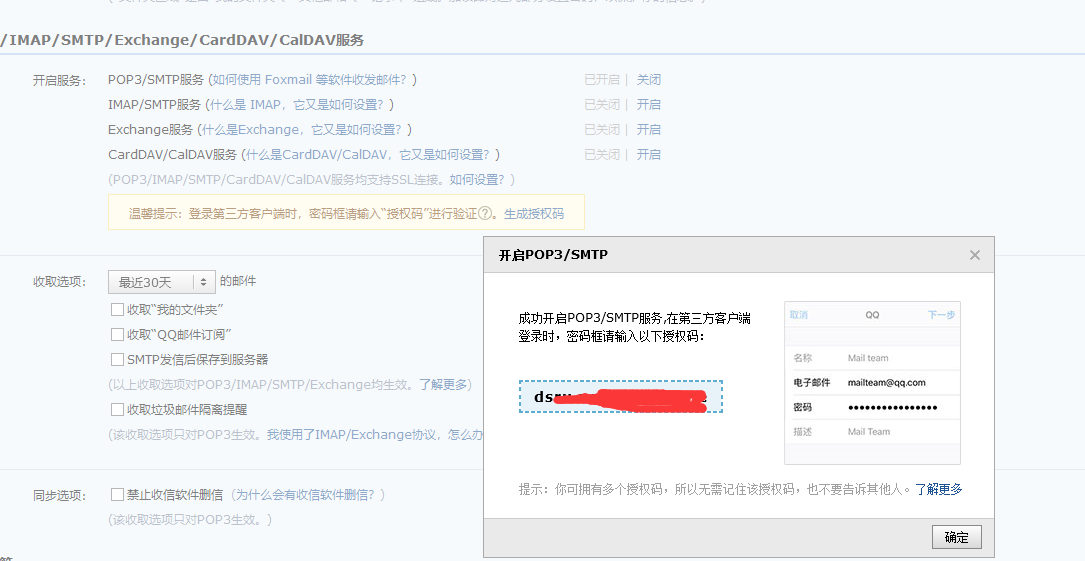 /IMAP/SMTP/Exchange/CardDAV/CalDAV服务
开启服务：
POP3/SMTP服务 (如何使用 Foxmail 等软件收发邮件？)
已开启 | 关闭
IMAP/SMTP服务 (什么是 IMAP，它又是如何设置？)
已关闭 | 开启
Exchange服务 (什么是Exchange，它又是如何设置？)
已关闭 | 开启
CardDAV/CalDAV服务 (什么是CardDAV/CalDAV，它又是如何设置？)
已关闭 | 开启
(POP3/IMAP/SMTP/CardDAV/CalDAV服务均支持SSL连接。如何设置？)
温馨提示：登录第三方客户端时，密码框请输入“授权码”进行验证?。生成授权码
收取选项：
最近30天 的邮件
收取“我的文件夹”
收取“QQ邮件订阅”
SMTP发信后保存到服务器
(以上收取选项对POP3/IMAP/SMTP/Exchange均生效。了解更多)
收取垃圾邮件隔离提醒
(该收取选项只对POP3生效。我使用了IMAP/Exchange协议，怎么办
同步选项：
禁止收信软件删信 (为什么会有收信软件删信？)
(该收取选项只对POP3生效。)
开启POP3/SMTP
成功开启POP3/SMTP服务,在第三方客户端
登录时，密码框请输入以下授权码：
取消 QQ 下一步
名称 Mail team
电子邮件 mailteam@qq.com
密码 ●●●●●●●●●●●●●●●●
描述 Mail Team
提示：你可拥有多个授权码，所以无需记住该授权码，也不要告诉其他人。了解更多
确定